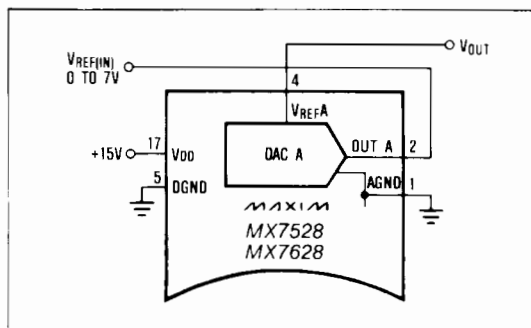 VREF(IN)
0 TO 7V
VOUT
4
VREFA
+15V
17
VDD
DAC A
OUT A
2
5
DGND
AGND
1
MAXIM
MX7528
MX7628